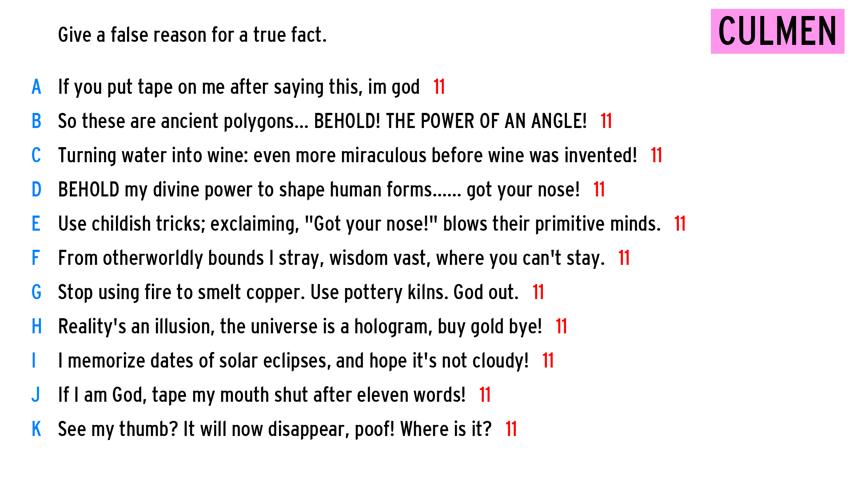 Give a false reason for a true fact.
CULMEN
A If you put tape on me after saying this, im god 11
B So these are ancient polygons... BEHOLD! THE POWER OF AN ANGLE! 11
C Turning water into wine: even more miraculous before wine was invented! 11
D BEHOLD my divine power to shape human forms...... got your nose! 11
E Use childish tricks; exclaiming, "Got your nose!" blows their primitive minds. 11
F From otherworldly bounds I stray, wisdom vast, where you can't stay. 11
G Stop using fire to smelt copper. Use pottery kilns. God out. 11
H Reality's an illusion, the universe is a hologram, buy gold bye! 11
I I memorize dates of solar eclipses, and hope it's not cloudy! 11
J If I am God, tape my mouth shut after eleven words! 11
K See my thumb? It will now disappear, poof! Where is it? 11